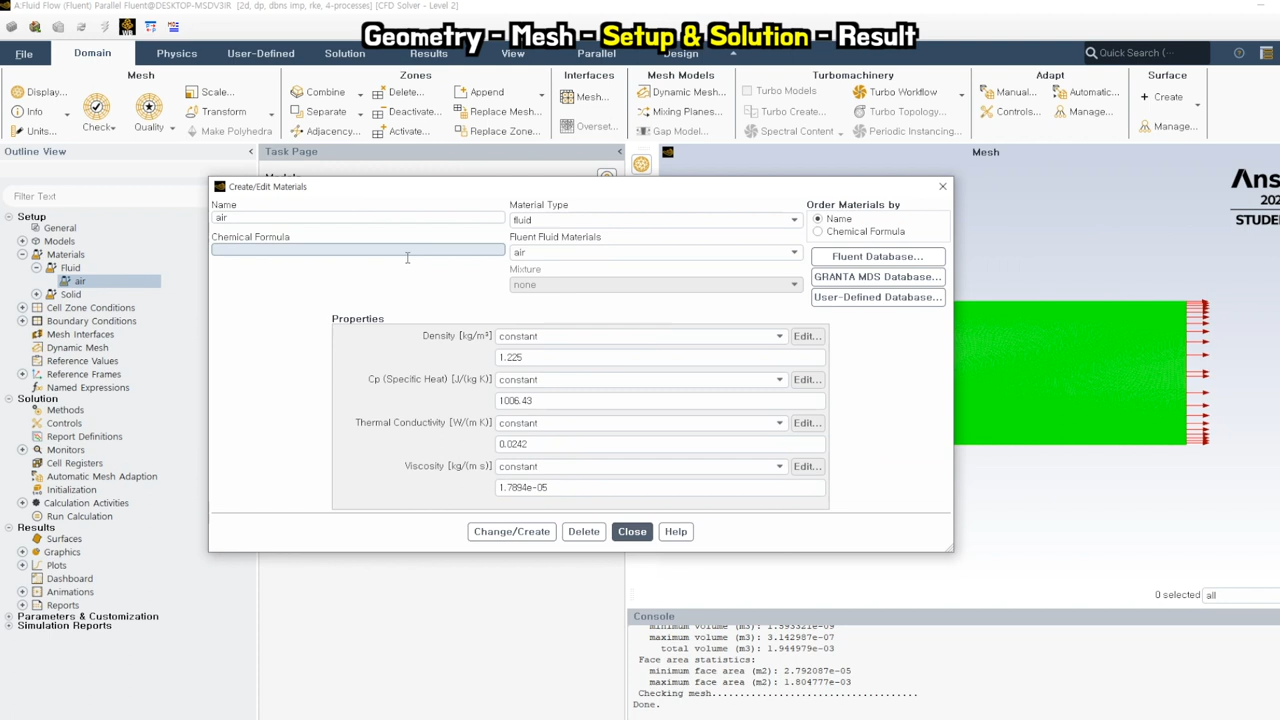 A:Fluid Flow (Fluent) Parallel Fluent@DESKTOP-MSDV3IR [2d, dp, dbns imp, rke, 4-processes] [CFD Solver - Level 2]
Geometry - Mesh - Setup & Solution - Result
File
Domain
Physics
User-Defined
Solution
Results
View
Parallel
Design
Quick Search (···
Mesh
Zones
Interfaces
Mesh Models
Turbomachinery
Adapt
Surface
Display...
Info
Units...
Check
Quality
Scale...
Transform
Make Polyhedra
Combine
Separate
Adjacency...
Delete...
Deactivate...
Activate...
Append
Replace Mesh...
Replace Zone...
Mesh...
Overset...
Dynamic Mesh...
Mixing Planes...
Gap Model...
Turbo Models
Turbo Create...
Spectral Content
Turbo Workflow
Turbo Topology...
Periodic Instancing...
Manual...
Controls...
Automatic...
Manage...
Create
Manage...
Outline View
Task Page
Filter Text
Setup
General
Models
Materials
Fluid
air
Solid
Cell Zone Conditions
Boundary Conditions
Mesh Interfaces
Dynamic Mesh
Reference Values
Reference Frames
Named Expressions
Solution
Methods
Controls
Report Definitions
Monitors
Cell Registers
Automatic Mesh Adaption
Initialization
Calculation Activities
Run Calculation
Results
Surfaces
Graphics
Plots
Dashboard
Animations
Reports
Parameters & Customization
Simulation Reports
Create/Edit Materials
Name
air
Chemical Formula
Material Type
fluid
Fluent Fluid Materials
air
Mixture
none
Order Materials by
Name
Chemical Formula
Fluent Database...
GRANTA MDS Database...
User-Defined Database...
Properties
Density [kg/m³]
constant
Edit...
1.225
Cp (Specific Heat) [J/(kg K)]
constant
Edit...
1006.43
Thermal Conductivity [W/(m K)]
constant
Edit...
0.0242
Viscosity [kg/(m s)]
constant
Edit...
1.7894e-05
Change/Create
Delete
Close
Help
Mesh
Ans
202
STUDE
0 selected
all
Console
maximum volume (m3): 3.142987e-07
total volume (m3): 1.944979e-03
Face area statistics:
minimum face area (m2): 2.792087e-05
maximum face area (m2): 1.804777e-03
Checking mesh.....................................
Done.